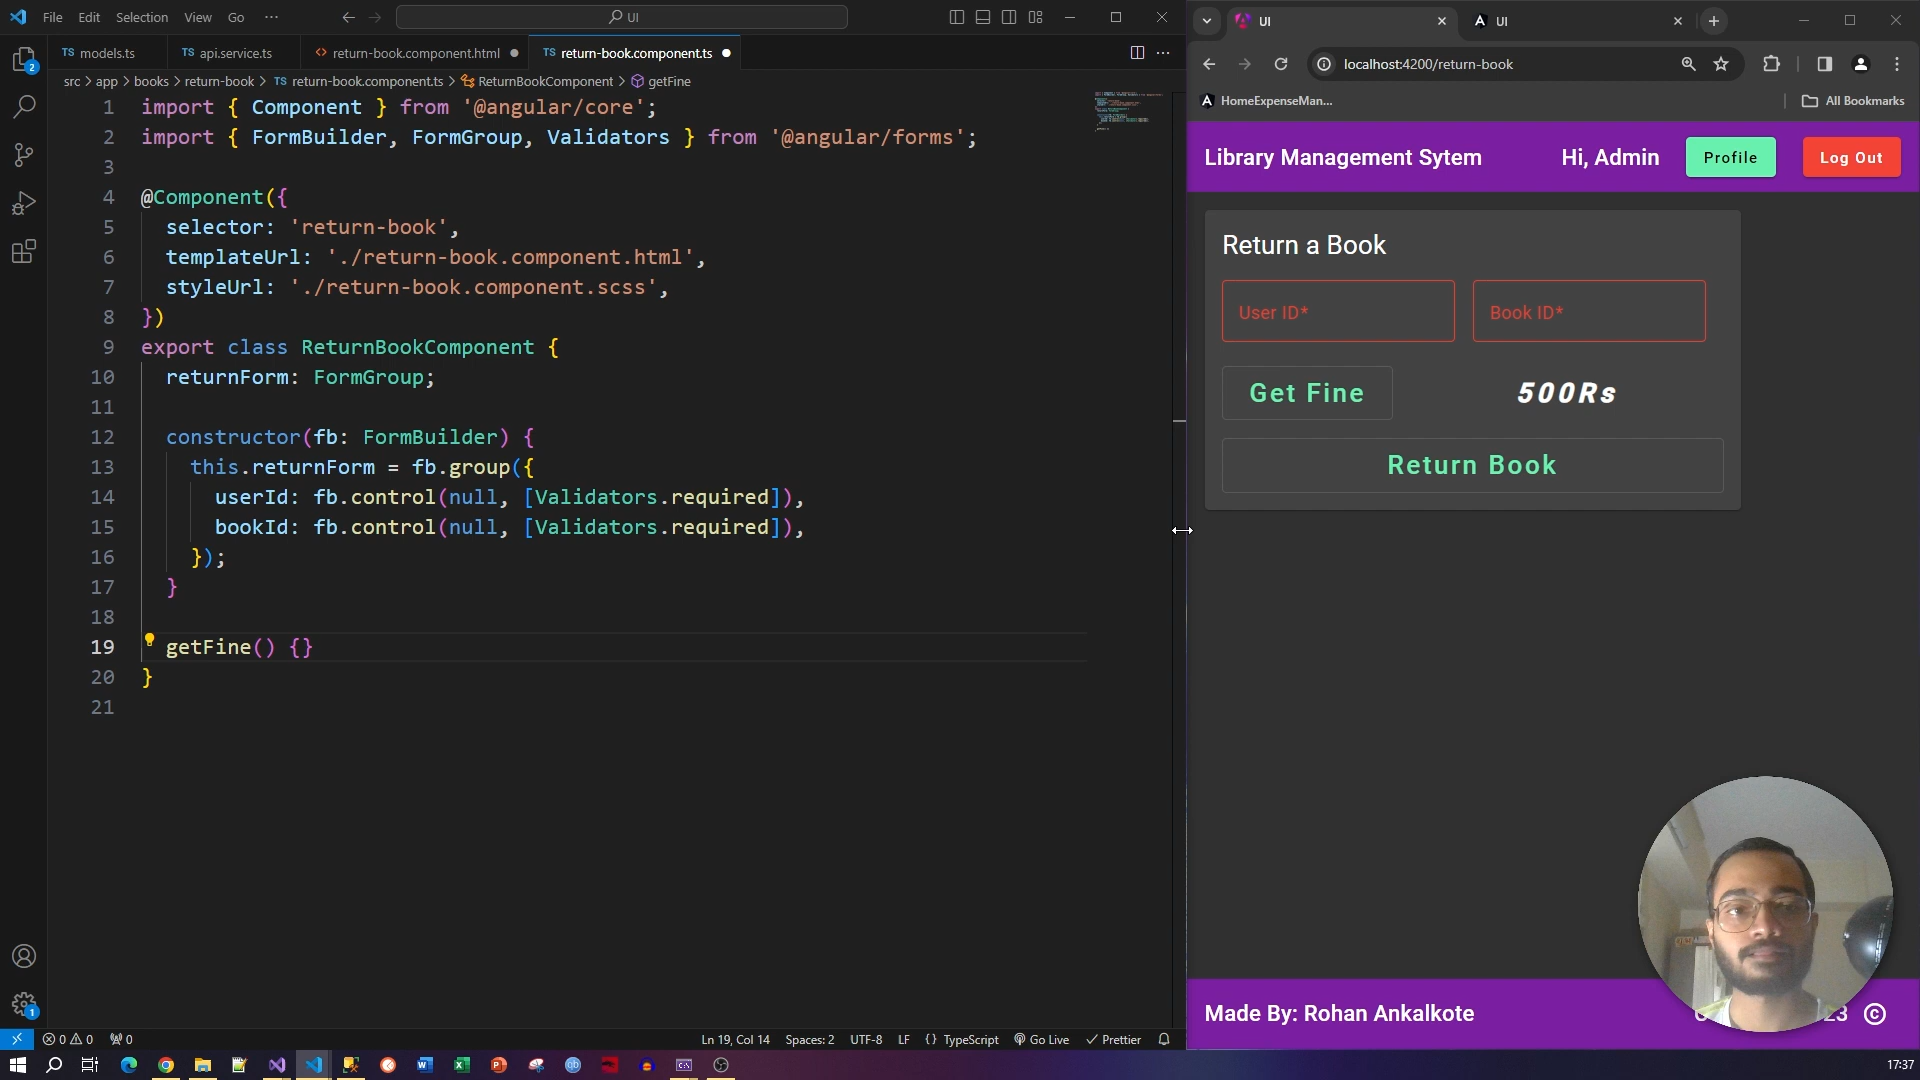 File Edit Selection View Go ··· UI
models.ts api.service.ts return-book.component.html return-book.component.ts
src > app > books > return-book > return-book.component.ts > ReturnBookComponent > getFine
1 import { Component } from '@angular/core';
2 import { FormBuilder, FormGroup, Validators } from '@angular/forms';
3
4 @Component({
5 selector: 'return-book',
6 templateUrl: './return-book.component.html',
7 styleUrl: './return-book.component.scss',
8 })
9 export class ReturnBookComponent {
10 returnForm: FormGroup;
11
12 constructor(fb: FormBuilder) {
13 this.returnForm = fb.group({
14 userId: fb.control(null, [Validators.required]),
15 bookId: fb.control(null, [Validators.required]),
16 });
17 }
18
19 getFine() {}
20 }
21
Ln 19, Col 14 Spaces: 2 UTF-8 LF {} TypeScript Go Live Prettier
0 0 0
UI UI
localhost:4200/return-book
HomeExpenseMan... All Bookmarks
Library Management Sytem Hi, Admin Profile Log Out
Return a Book
User ID* Book ID*
Get Fine 500Rs
Return Book
Made By: Rohan Ankalkote
17:37